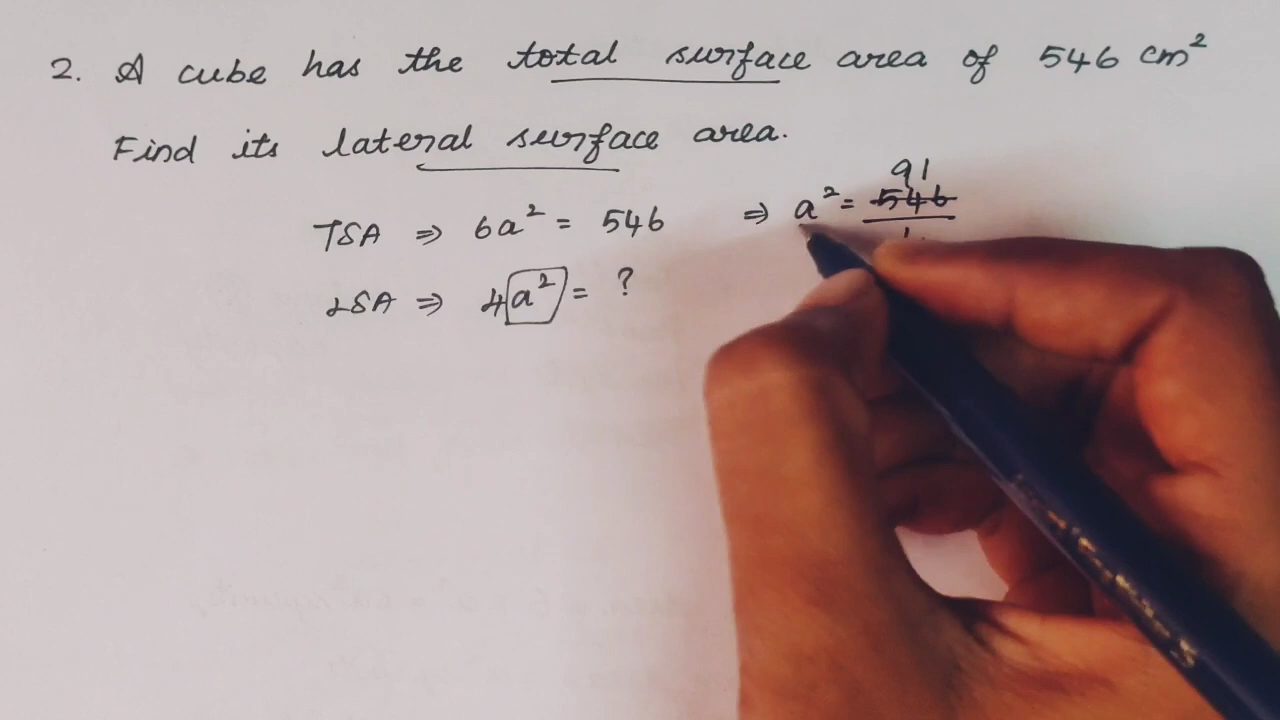 2. A cube has the total surface area of 546 cm²
Find its lateral surface area.
TSA ⇒ 6a² = 546 ⇒ a² = 546
91
LSA ⇒ 4a² = ?